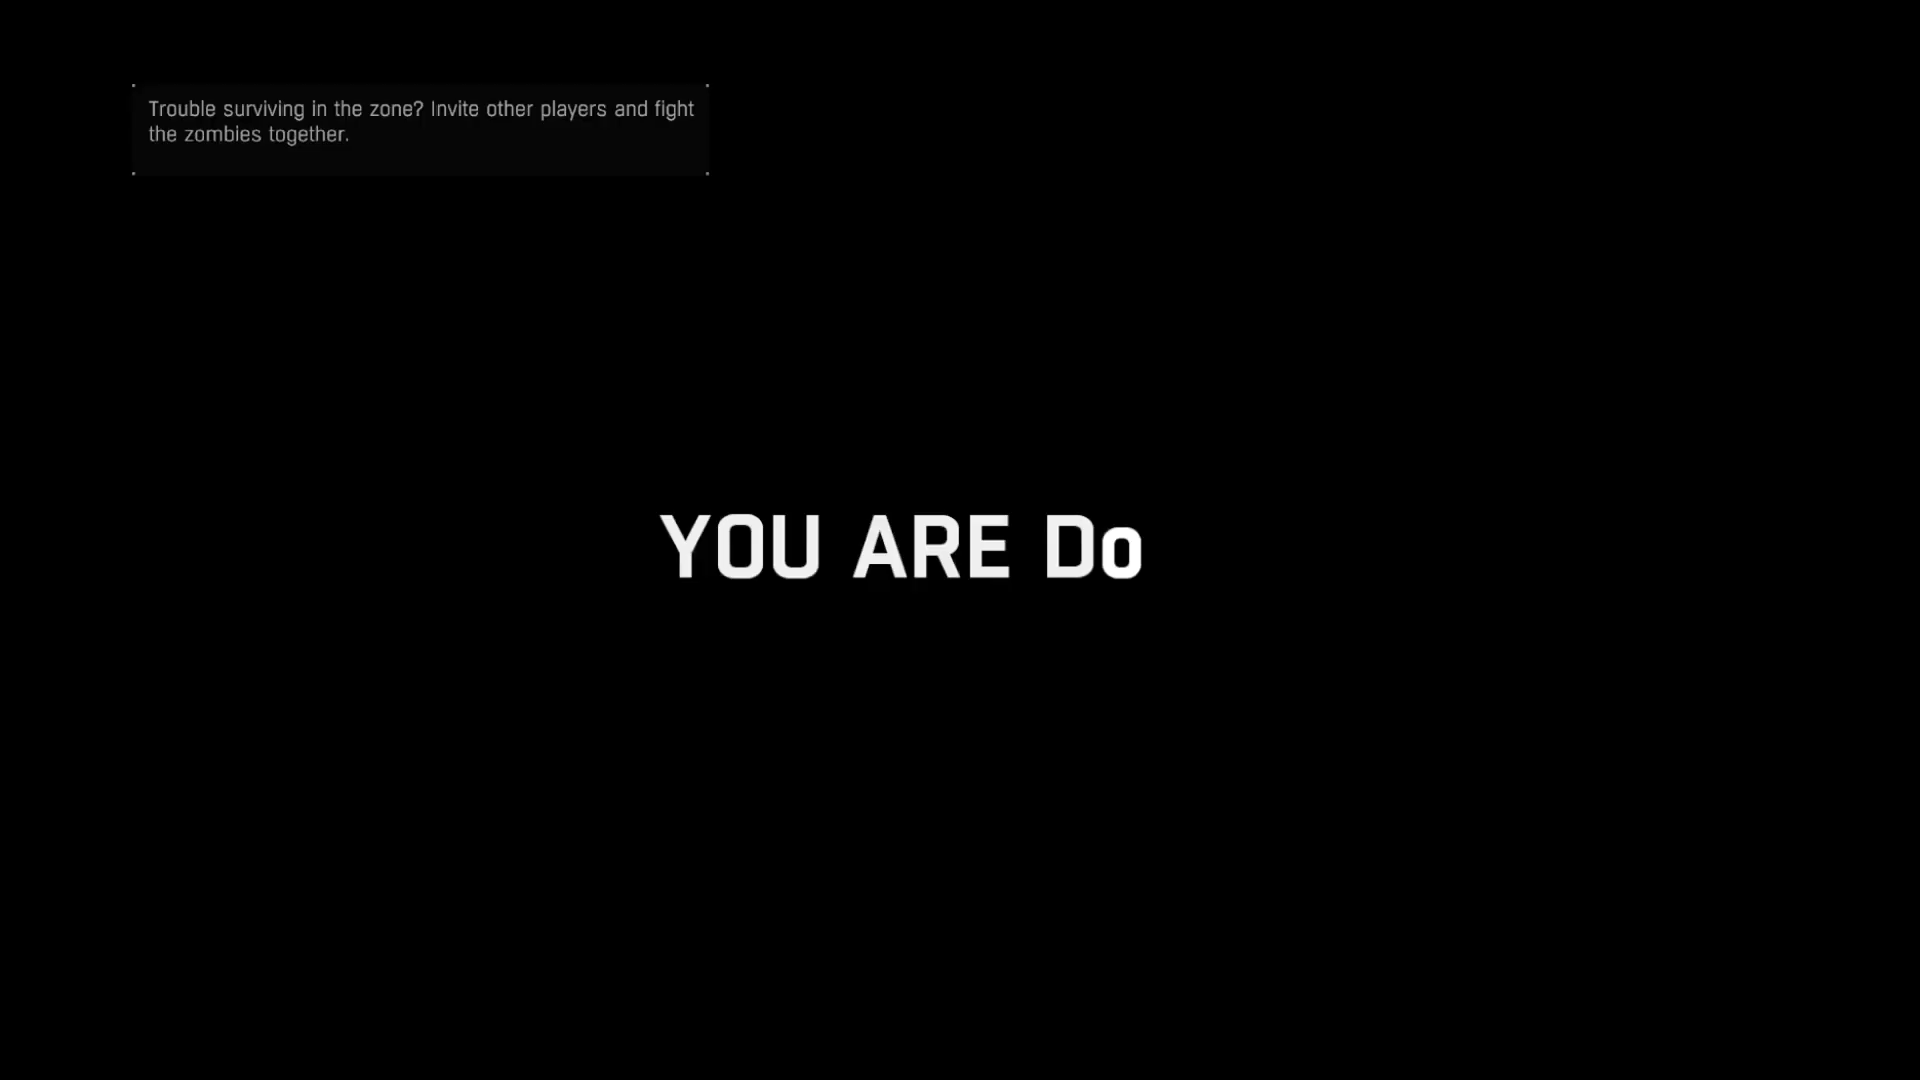 Trouble surviving in the zone? Invite other players and fight
the zombies together.
YOU ARE Do